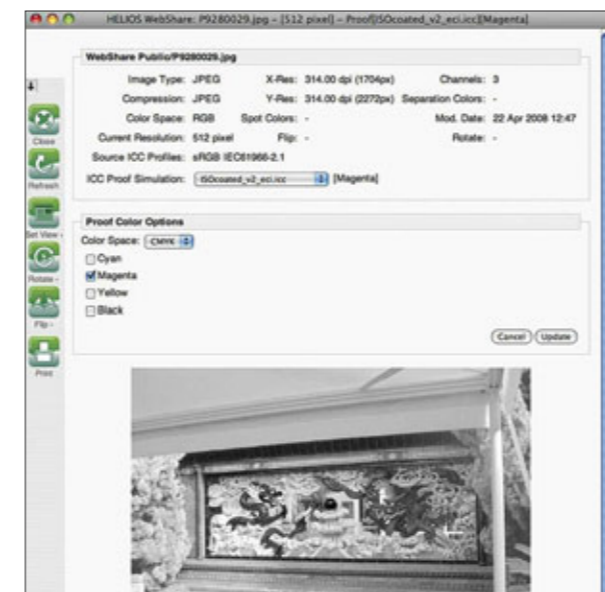 HELIOS WebShare: P9280029.jpg – [512 pixel] – Proof[ISOcoated_v2_eci.icc][Magenta]
WebShare Public/P9280029.jpg
Image Type: JPEG X-Res: 314.00 dpi (1704px) Channels: 3
Compression: JPEG Y-Res: 314.00 dpi (2272px) Separation Colors: -
Color Space: RGB Spot Colors: - Mod. Date: 22 Apr 2008 12:47
Current Resolution: 512 pixel Flip: - Rotate: -
Source ICC Profiles: sRGB IEC61966-2.1
ICC Proof Simulation: ISOcoated_v2_eci.icc [Magenta]
Close
Refresh
Set View
Rotate
Flip
Print
Proof Color Options
Color Space: CMYK
Cyan
Magenta
Yellow
Black
Cancel Update